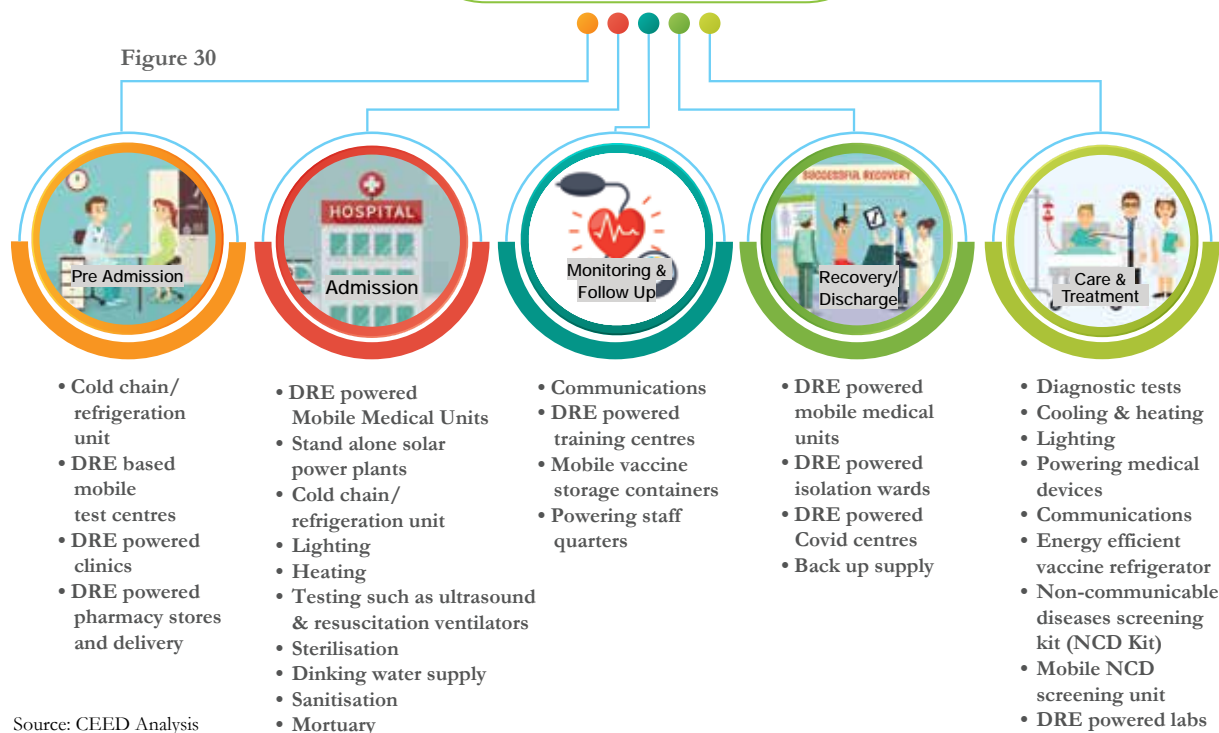 Figure 30
Pre Admission
• Cold chain/
refrigeration
unit
• DRE based
mobile
test centres
• DRE powered
clinics
• DRE powered
pharmacy stores
and delivery
HOSPITAL
Admission
• DRE powered
Mobile Medical Units
• Stand alone solar
power plants
• Cold chain/
refrigeration unit
• Lighting
• Heating
• Testing such as ultrasound
& resuscitation ventilators
• Sterilisation
• Dinking water supply
• Sanitisation
• Mortuary
Monitoring &
Follow Up
• Communications
• DRE powered
training centres
• Mobile vaccine
storage containers
• Powering staff
quarters
SUCCESSFUL RECOVERY
Recovery/
Discharge
• DRE powered
mobile medical
units
• DRE powered
isolation wards
• DRE powered
Covid centres
• Back up supply
Care &
Treatment
• Diagnostic tests
• Cooling & heating
• Lighting
• Powering medical
devices
• Communications
• Energy efficient
vaccine refrigerator
• Non-communicable
diseases screening
kit (NCD Kit)
• Mobile NCD
screening unit
• DRE powered labs
Source: CEED Analysis